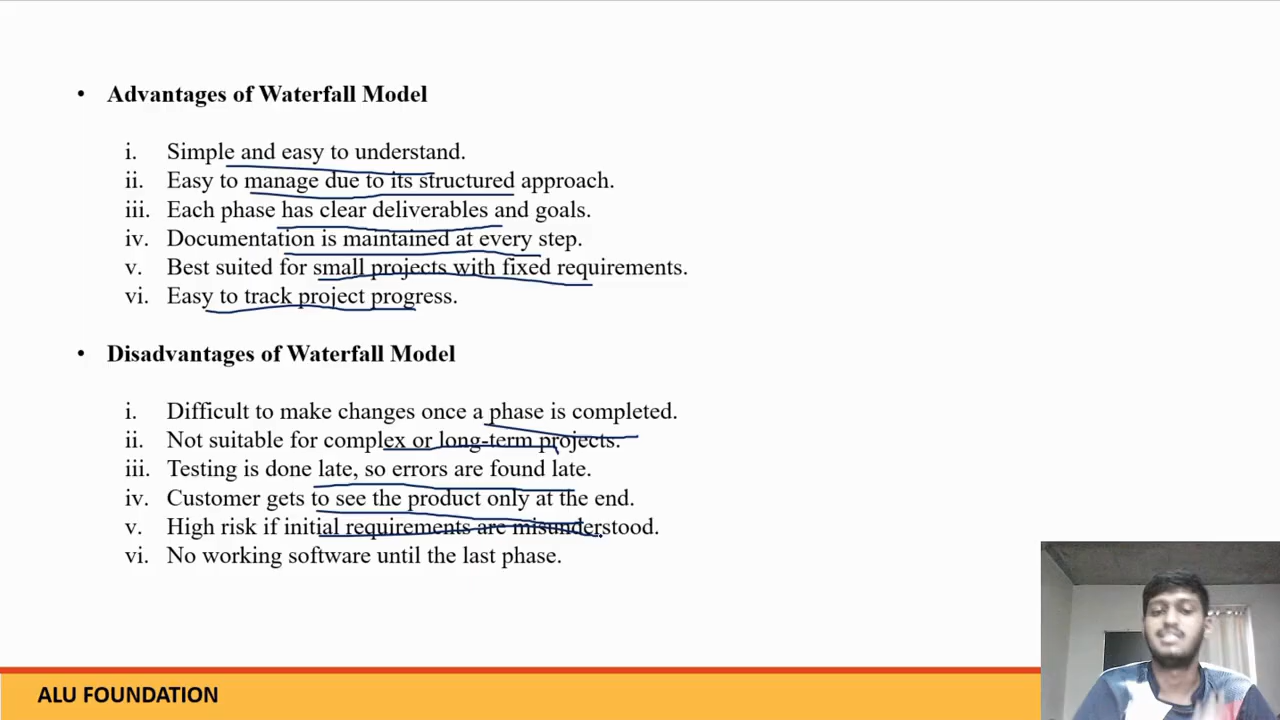 • Advantages of Waterfall Model
i. Simple and easy to understand.
ii. Easy to manage due to its structured approach.
iii. Each phase has clear deliverables and goals.
iv. Documentation is maintained at every step.
v. Best suited for small projects with fixed requirements.
vi. Easy to track project progress.
• Disadvantages of Waterfall Model
i. Difficult to make changes once a phase is completed.
ii. Not suitable for complex or long-term projects.
iii. Testing is done late, so errors are found late.
iv. Customer gets to see the product only at the end.
v. High risk if initial requirements are misunderstood.
vi. No working software until the last phase.
ALU FOUNDATION